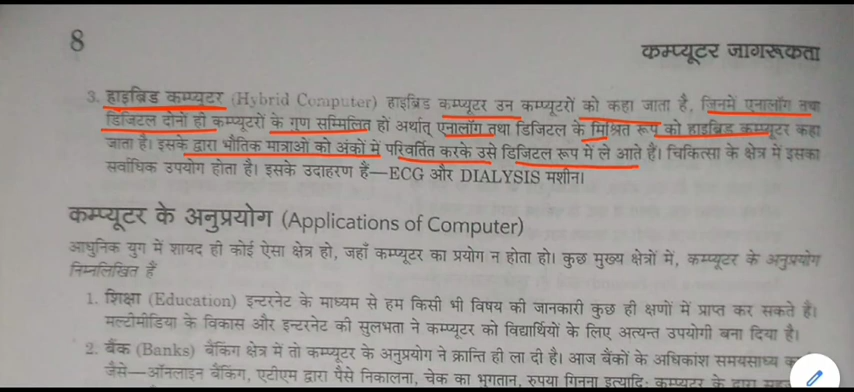 8
कम्प्यूटर जागरूकता
3. हाइब्रिड कम्प्यूटर (Hybrid Computer) हाइब्रिड कम्प्यूटर उन कम्प्यूटरों को कहा जाता है, जिनमें एनालॉग तथा
डिजिटल दोनों ही कम्प्यूटरों के गुण सम्मिलित हों अर्थात् एनालॉग तथा डिजिटल के मिश्रित रूप को हाइब्रिड कम्प्यूटर कहा
जाता है। इसके द्वारा भौतिक मात्राओं को अंकों में परिवर्तित करके उसे डिजिटल रूप में ले आते हैं। चिकित्सा के क्षेत्र में इसका
सर्वाधिक उपयोग होता है। इसके उदाहरण हैं—ECG और DIALYSIS मशीन।
कम्प्यूटर के अनुप्रयोग (Applications of Computer)
आधुनिक युग में शायद ही कोई ऐसा क्षेत्र हो, जहाँ कम्प्यूटर का प्रयोग न होता हो। कुछ मुख्य क्षेत्रों में, कम्प्यूटर के अनुप्रयोग
निम्नलिखित हैं
1. शिक्षा (Education) इन्टरनेट के माध्यम से हम किसी भी विषय की जानकारी कुछ ही क्षणों में प्राप्त कर सकते हैं।
मल्टीमीडिया के विकास और इन्टरनेट की सुलभता ने कम्प्यूटर को विद्यार्थियों के लिए अत्यन्त उपयोगी बना दिया है।
2. बैंक (Banks) बैंकिंग क्षेत्र में तो कम्प्यूटर के अनुप्रयोग ने क्रान्ति ही ला दी है। आज बैंकों के अधिकांश समयसाध्य
जैसे—ऑनलाइन बैंकिंग, एटीएम द्वारा पैसे निकालना, चेक का भुगतान, रुपया गिनना इत्यादि; कम्प्यूटर के